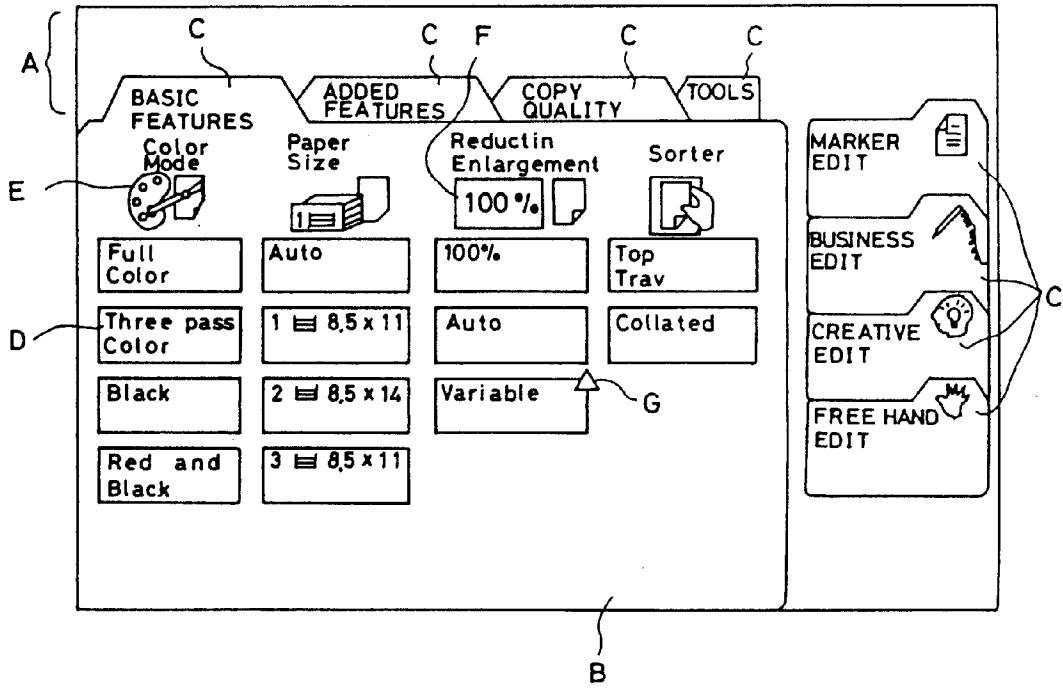 A
C
C
F
C
C
BASIC
FEATURES
ADDED
FEATURES
COPY
QUALITY
TOOLS
Color
Mode
Paper
Size
Reductin
Enlargement
Sorter
E
1
100%
Full
Color
Auto
100%
Top
Trav
D
Three pass
Color
1 8,5 x 11
Auto
Collated
Black
2 8,5 x 14
Variable
G
Red and
Black
3 8,5 x 11
B
MARKER
EDIT
BUSINESS
EDIT
C
CREATIVE
EDIT
FREE HAND
EDIT